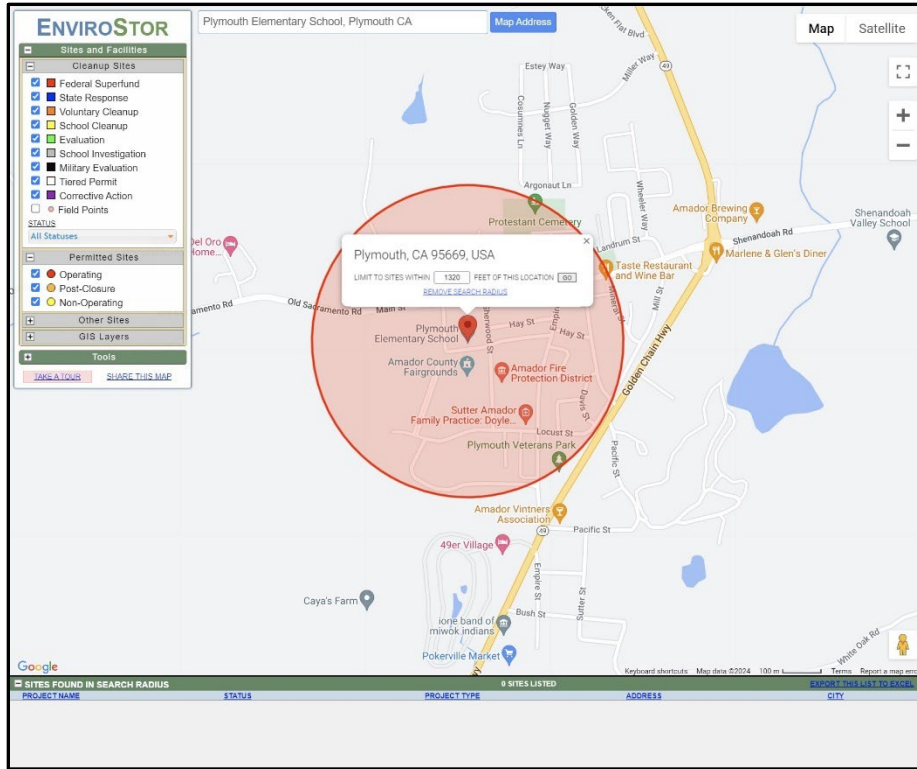 ENVIROSTOR
Sites and Facilities
Cleanup Sites
Federal Superfund
State Response
Voluntary Cleanup
School Cleanup
Evaluation
School Investigation
Military Evaluation
Tiered Permit
Corrective Action
Field Points
STATUS
All Statuses
Permitted Sites
Operating
Post-Closure
Non-Operating
Other Sites
GIS Layers
Tools
TAKE A TOUR SHARE THIS MAP
Plymouth Elementary School, Plymouth CA
Map Address
Map Satellite
Miller Way
49
Estey Way
Cosumnes Ln
Nugget Way
Golden Way
Argonaut Ln
Wheeler Way
Protestant Cemetery
Amador Brewing
Company
Shenandoah Rd
Shenandoah
Valley School
Marlene & Glen's Diner
Landrum St
Taste Restaurant
and Wine Bar
Mineral St
Mill St
Del Oro
Home...
Plymouth, CA 95669, USA
LIMIT TO SITES WITHIN 1320 FEET OF THIS LOCATION GO
REMOVE SEARCH RADIUS
Old Sacramento Rd
Main St
Hay St
Hay St
Plymouth
Elementary School
Amador County
Fairgrounds
Amador Fire
Protection District
Davis St
Golden Chain Hwy
Sutter Amador
Family Practice: Doyle...
Locust St
Plymouth Veterans Park
Pacific St
Amador Vintners
Association
49
Pacific St
49er Village
Empire St
Sutter St
Caya's Farm
Bush St
ione band of
miwok indians
Pokerville Market
White Oak Rd
Google
Keyboard shortcuts Map data ©2024 100 m Terms Report a map
SITES FOUND IN SEARCH RADIUS 0 SITES LISTED EXPORT THIS LIST TO EXCEL
PROJECT NAME STATUS PROJECT TYPE ADDRESS CITY